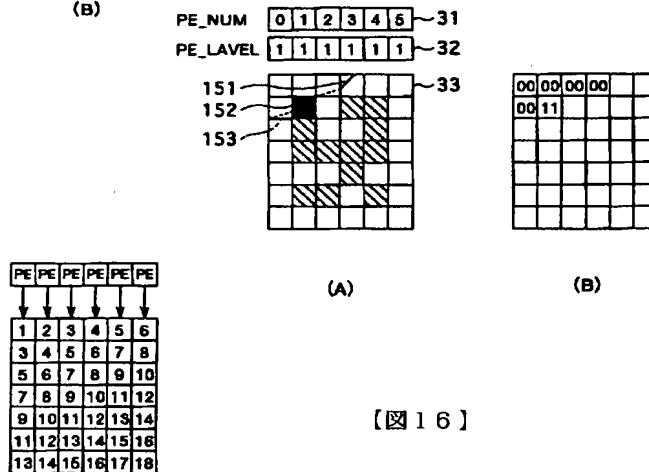 (B)
PE_NUM 0 1 2 3 4 5 31
PE_LAVEL 1 1 1 1 1 1 32
151 33
152
153
00 00 00 00
00 11
(A) (B)
PE PE PE PE PE PE
1 2 3 4 5 6
3 4 5 6 7 8
5 6 7 8 9 10
7 8 9 10 11 12
9 10 11 12 13 14
11 12 13 14 15 16
13 14 15 16 17 18
【図16】